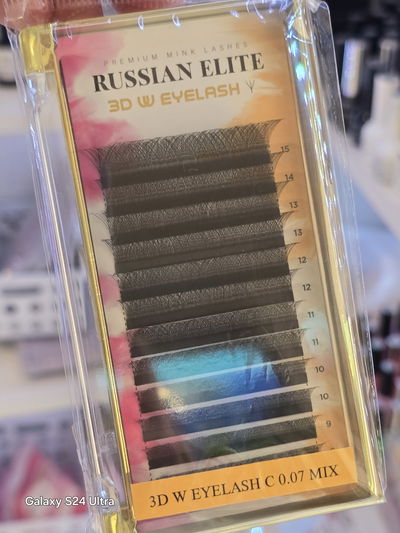 PREMIUM MINK LASHES
RUSSIAN ELITE
3D W EYELASH
15
14
13
13
12
12
11
11
10
10
9
3D W EYELASH C 0.07 MIX
Galaxy S24 Ultra